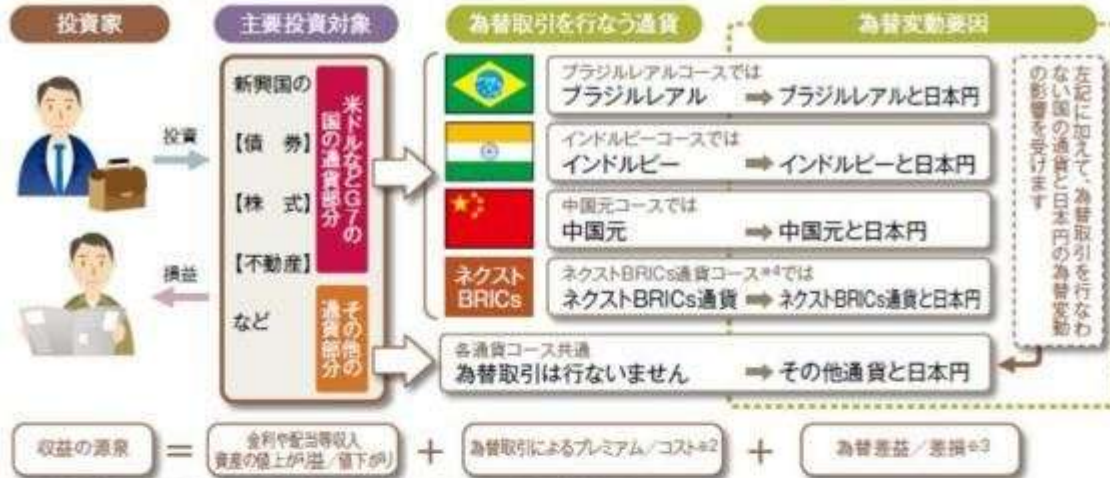 投資家
主要投資対象
為替取引を行なう通貨
為替変動要因
投資
損益
新興国の
【債 券】
【株 式】
【不動産】
など
米ドルなどG7の
国の通貨部分
その他の
通貨部分
ブラジルレアルコースでは
ブラジルレアル ➡ ブラジルレアルと日本円
インドルピーコースでは
インドルピー ➡ インドルピーと日本円
中国元コースでは
中国元 ➡ 中国元と日本円
ネクスト
BRICs
ネクストBRICs通貨コース※4では
ネクストBRICs通貨 ➡ ネクストBRICs通貨と日本円
各通貨コース共通
為替取引は行ないません ➡ その他通貨と日本円
左記に加えて、為替取引を行なわ
ない国の通貨と日本円の為替変動
の影響を受けます
収益の源泉
=
金利や配当等収入
資産の値上がり益/値下がり
+
為替取引によるプレミアム/コスト※2
+
為替差益/差損※3